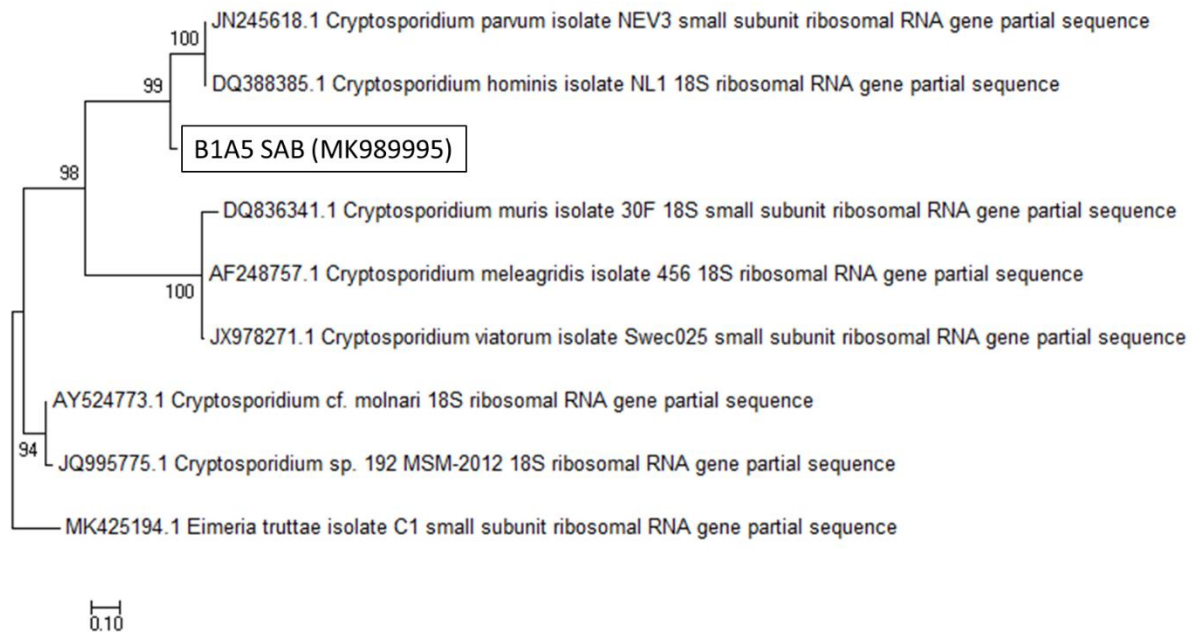 JN245618.1 Cryptosporidium parvum isolate NEV3 small subunit ribosomal RNA gene partial sequence
100
DQ388385.1 Cryptosporidium hominis isolate NL1 18S ribosomal RNA gene partial sequence
99
B1A5 SAB (MK989995)
98
DQ836341.1 Cryptosporidium muris isolate 30F 18S small subunit ribosomal RNA gene partial sequence
AF248757.1 Cryptosporidium meleagridis isolate 456 18S ribosomal RNA gene partial sequence
100
JX978271.1 Cryptosporidium viatorum isolate Swec025 small subunit ribosomal RNA gene partial sequence
AY524773.1 Cryptosporidium cf. molnari 18S ribosomal RNA gene partial sequence
94
JQ995775.1 Cryptosporidium sp. 192 MSM-2012 18S ribosomal RNA gene partial sequence
MK425194.1 Eimeria truttae isolate C1 small subunit ribosomal RNA gene partial sequence
0.10